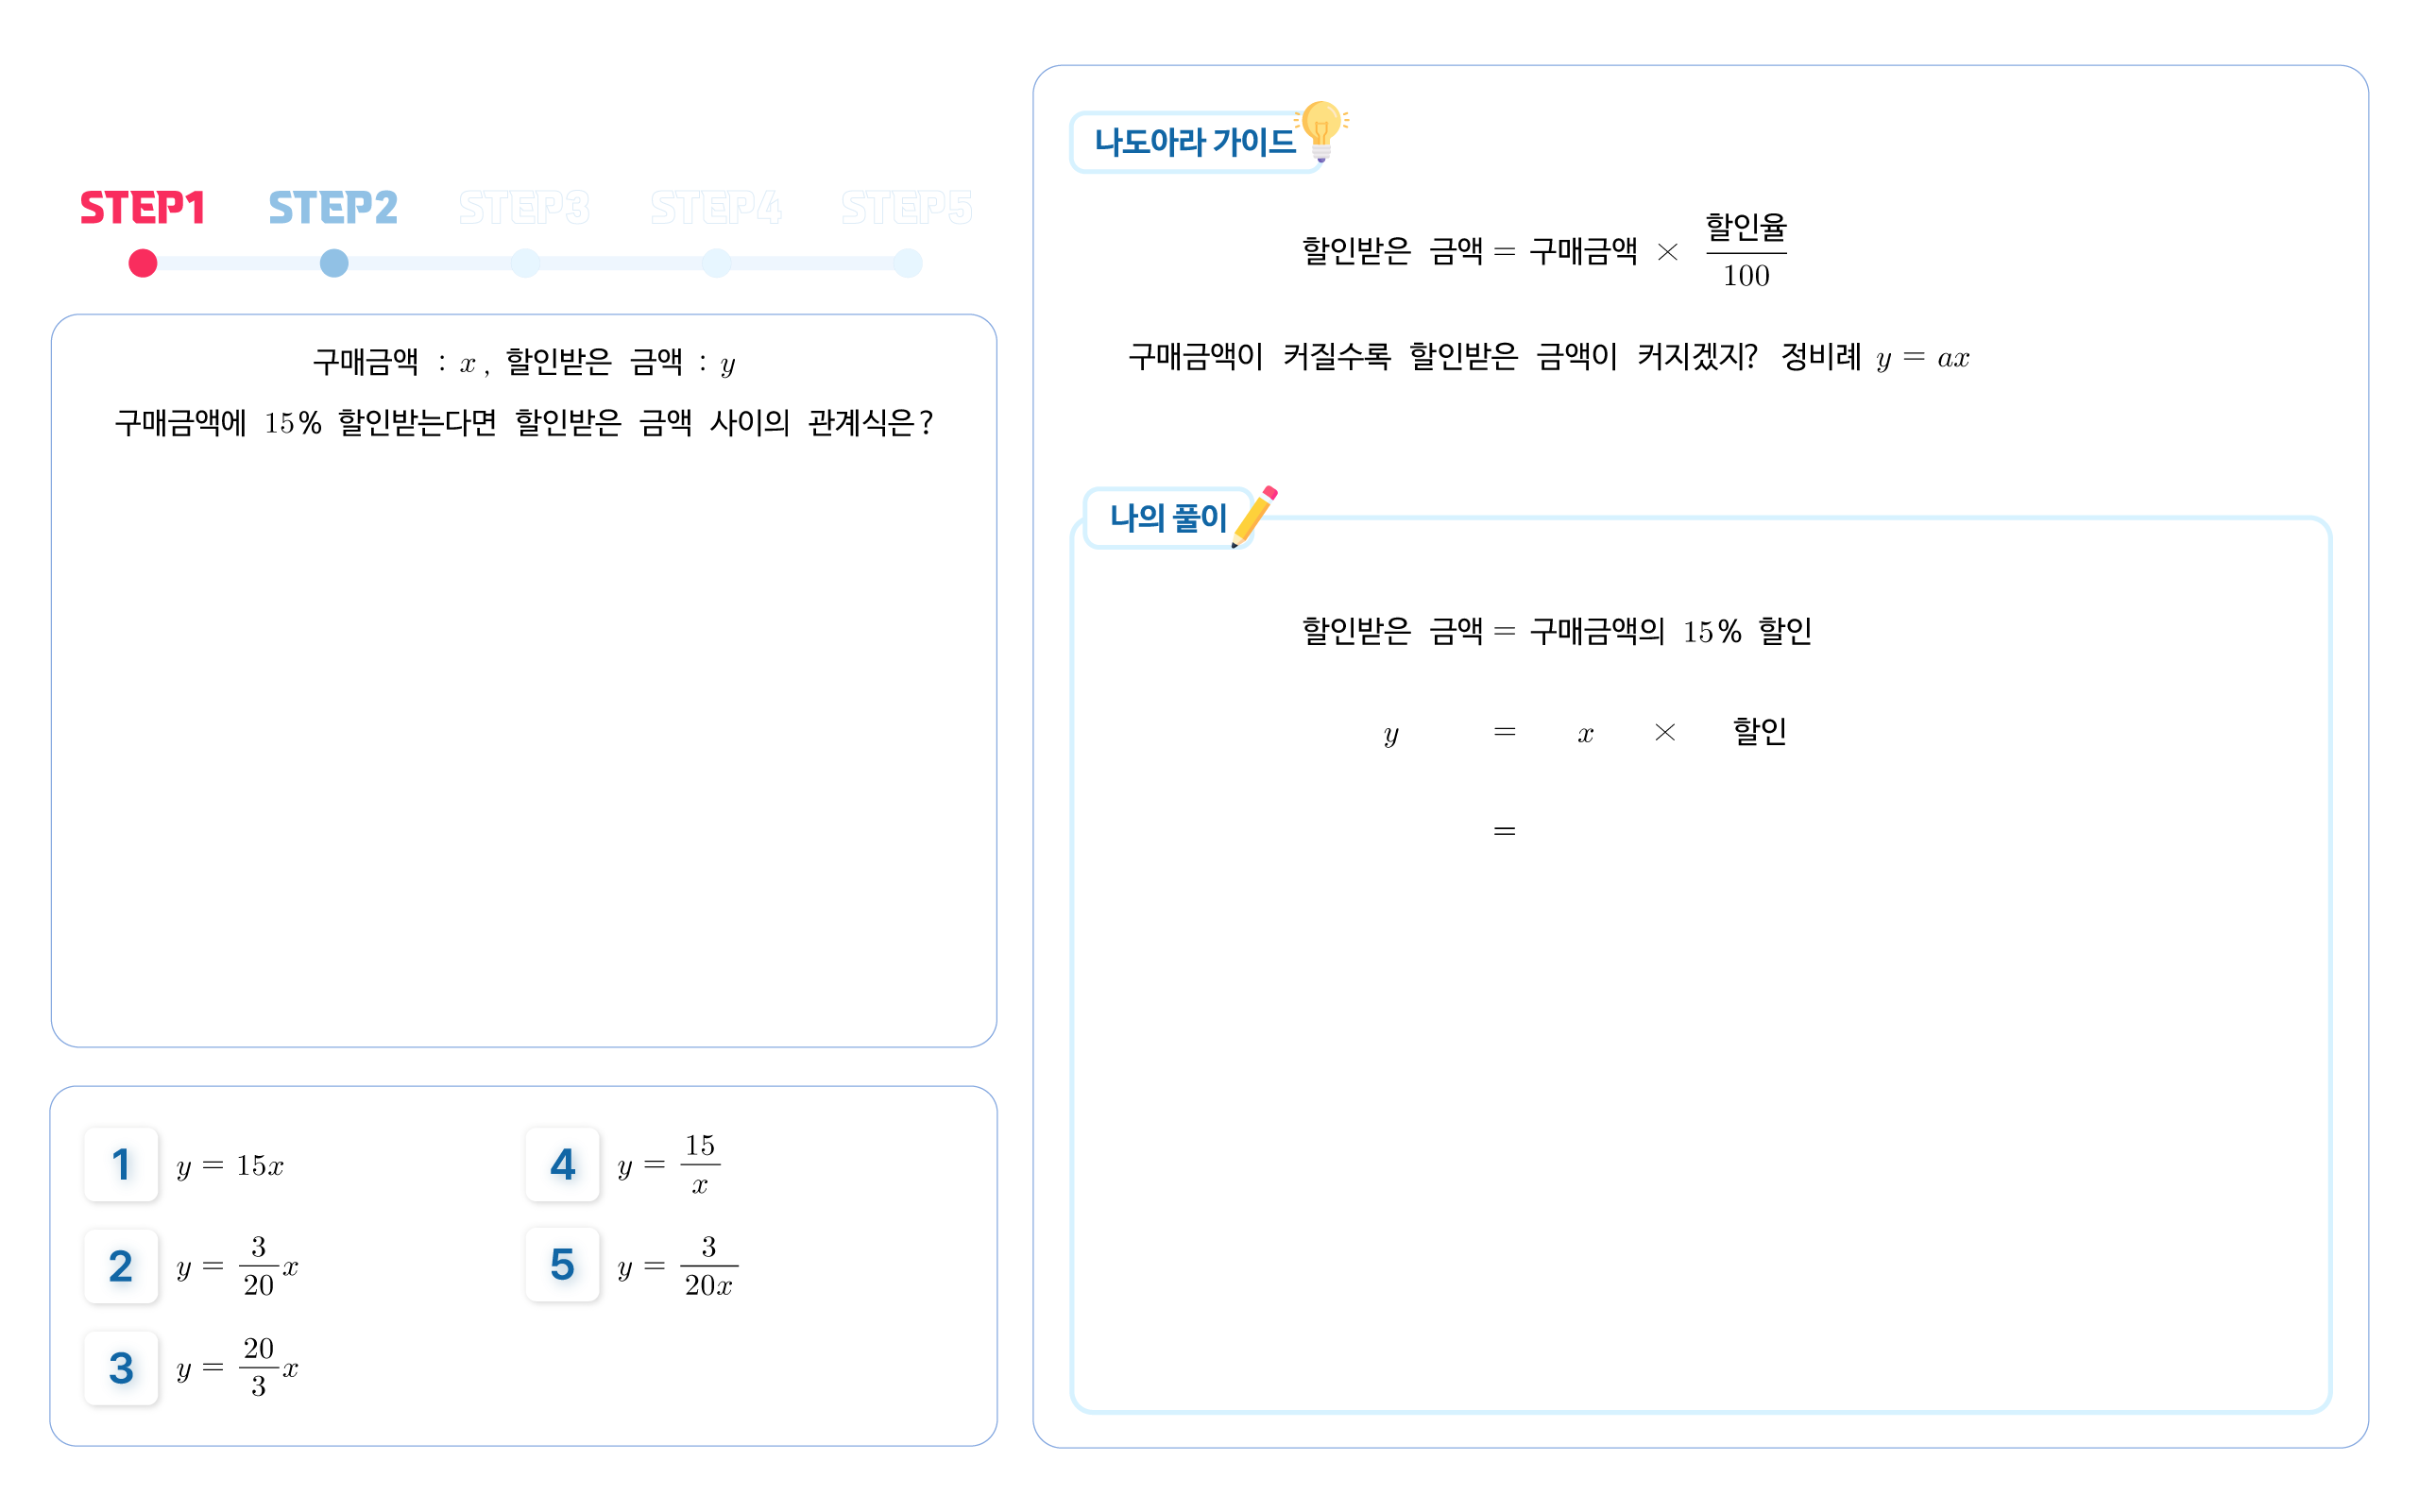 STEP1 STEP2 STEP3 STEP4 STEP5
구매금액 : x , 할인받은 금액 : y
구매금액에 15% 할인받는다면 할인받은 금액 사이의 관계식은?
1 y = 15x
2 y = 3/20 x
3 y = 20/3 x
4 y = 15/x
5 y = 3/20x
나도아라 가이드
할인받은 금액 = 구매금액 × 할인율/100
구매금액이 커질수록 할인받은 금액이 커지겠지? 정비례 y = ax
나의 풀이
할인받은 금액 = 구매금액의 15% 할인
y = x × 할인
=